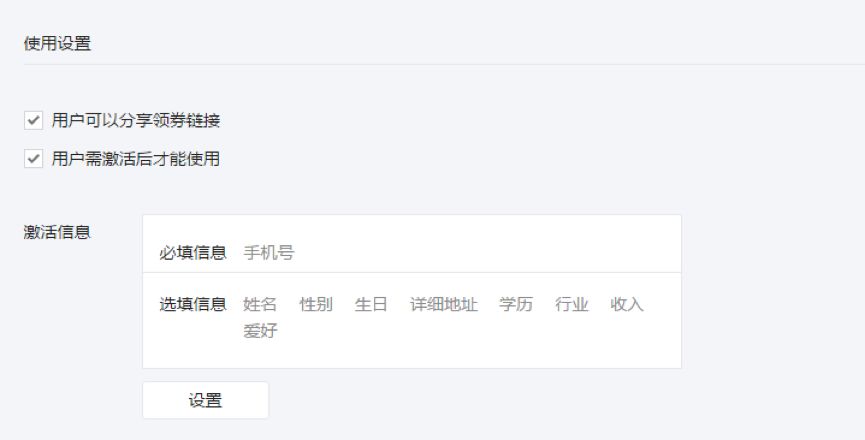 使用设置
用户可以分享领券链接
用户需激活后才能使用
激活信息
必填信息 手机号
选填信息 姓名 性别 生日 详细地址 学历 行业 收入
爱好
设置